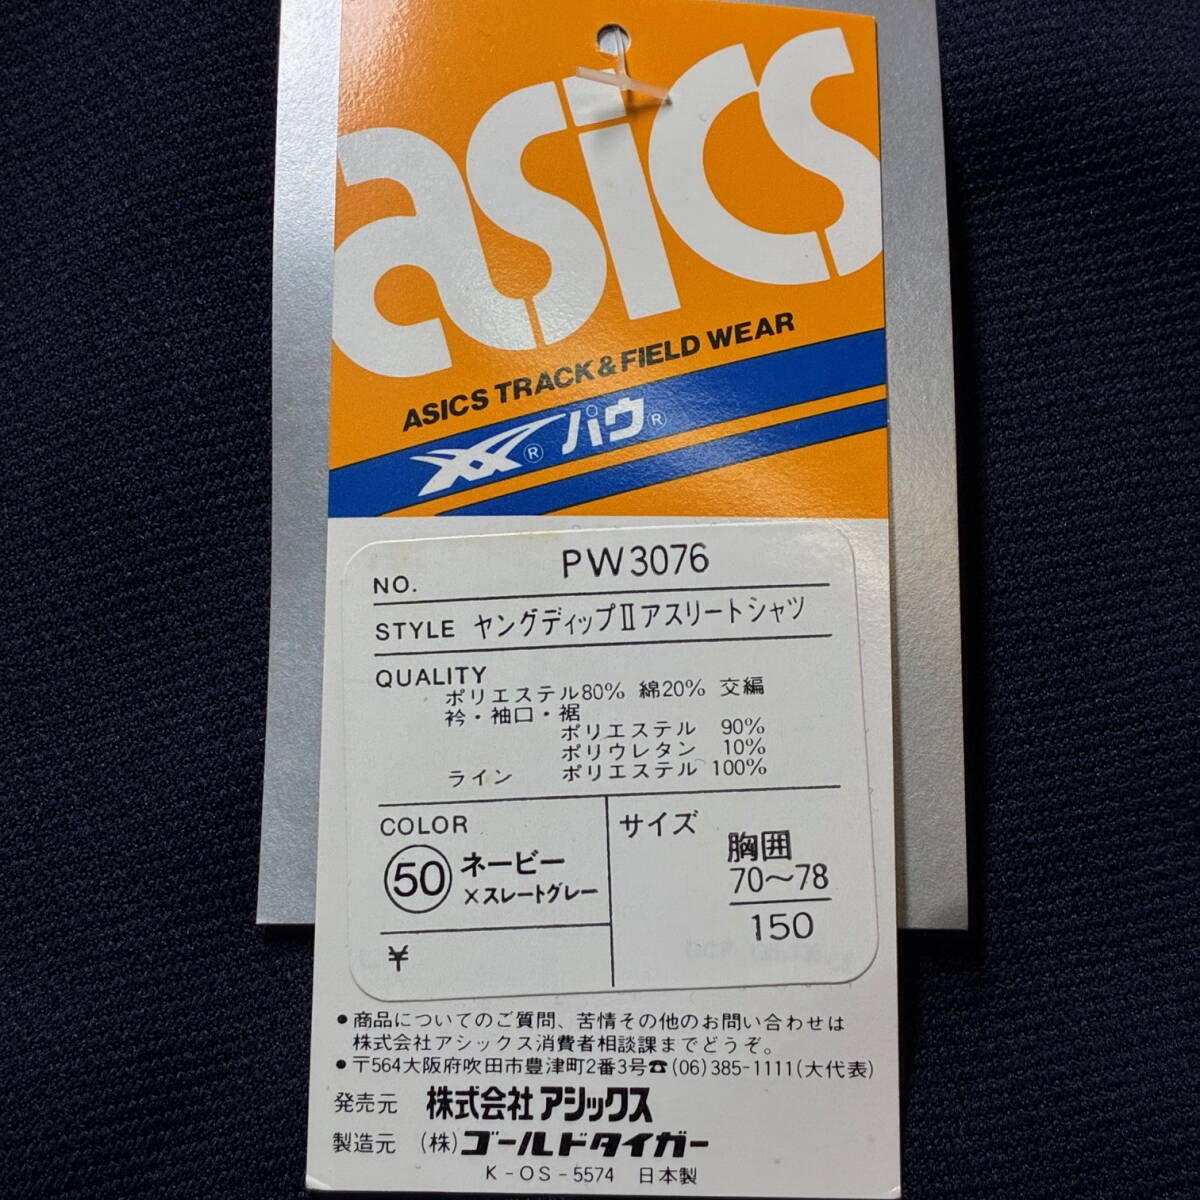 asics
ASICS TRACK & FIELD WEAR
® パウ®
NO. PW3076
STYLE ヤングディップⅡアスリートシャツ
QUALITY
ポリエステル80% 綿20% 交編
衿・袖口・裾
ポリエステル 90%
ポリウレタン 10%
ライン ポリエステル 100%
COLOR
50 ネービー
×スレートグレー
サイズ
胸囲
70〜78
150
¥
●商品についてのご質問、苦情その他のお問い合わせは
株式会社アシックス消費者相談課までどうぞ。
●〒564大阪府吹田市豊津町2番3号☎(06)385-1111(大代表)
発売元 株式会社アシックス
製造元 (株)ゴールドタイガー
K-OS-5574 日本製